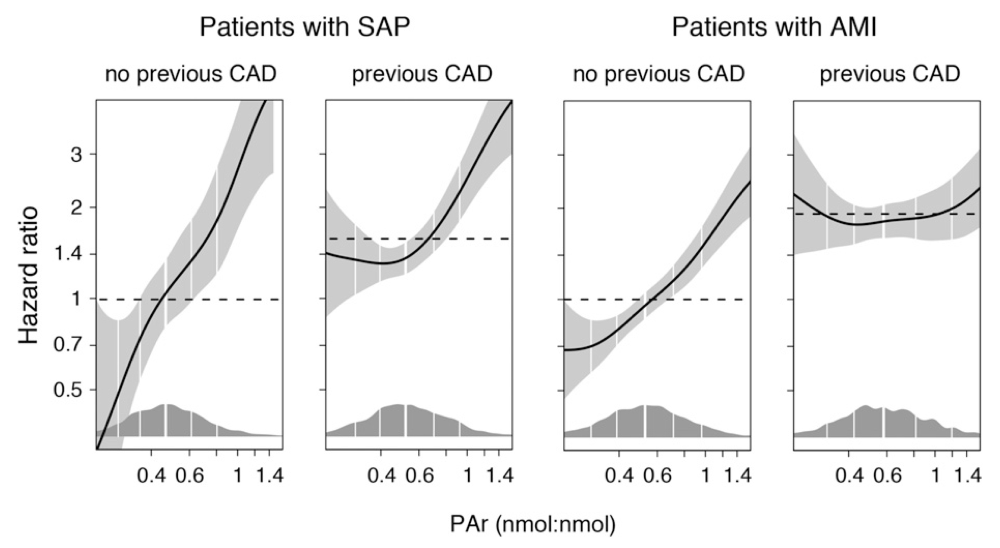 Patients with SAP
Patients with AMI
no previous CAD
previous CAD
no previous CAD
previous CAD
Hazard ratio
3
2
1.4
1
0.7
0.5
0.4 0.6 1 1.4
0.4 0.6 1 1.4
0.4 0.6 1 1.4
0.4 0.6 1 1.4
PAr (nmol:nmol)